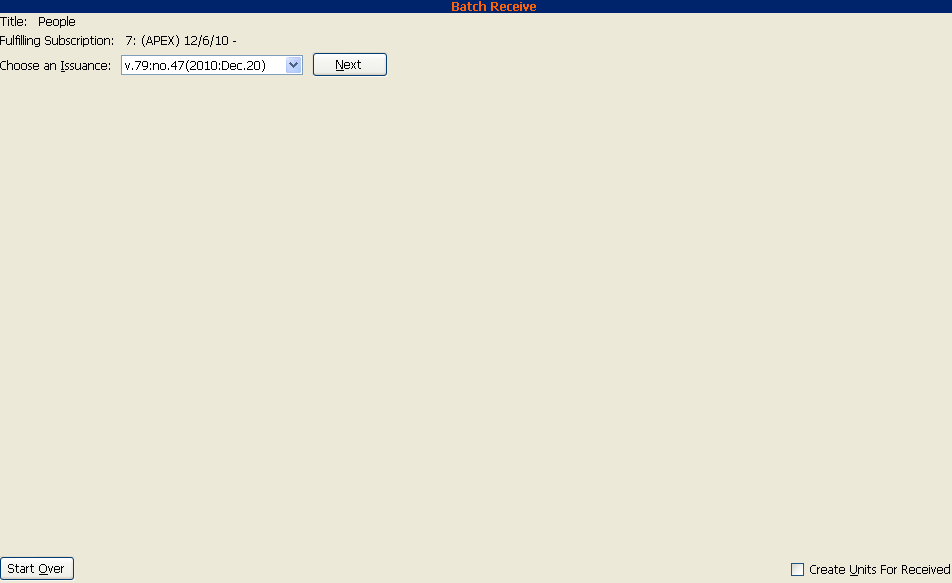 Batch Receive
Title: People
Fulfilling Subscription: 7: (APEX) 12/6/10 -
Choose an Issuance: v.79:no.47(2010:Dec.20) Next
Start Over Create Units For Received